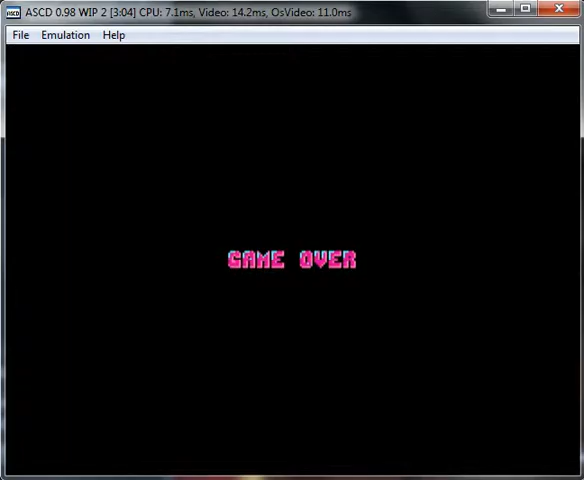 ASCD 0.98 WIP 2 [3:04] CPU: 7.1ms, Video: 14.2ms, OsVideo: 11.0ms
File Emulation Help
GAME OVER